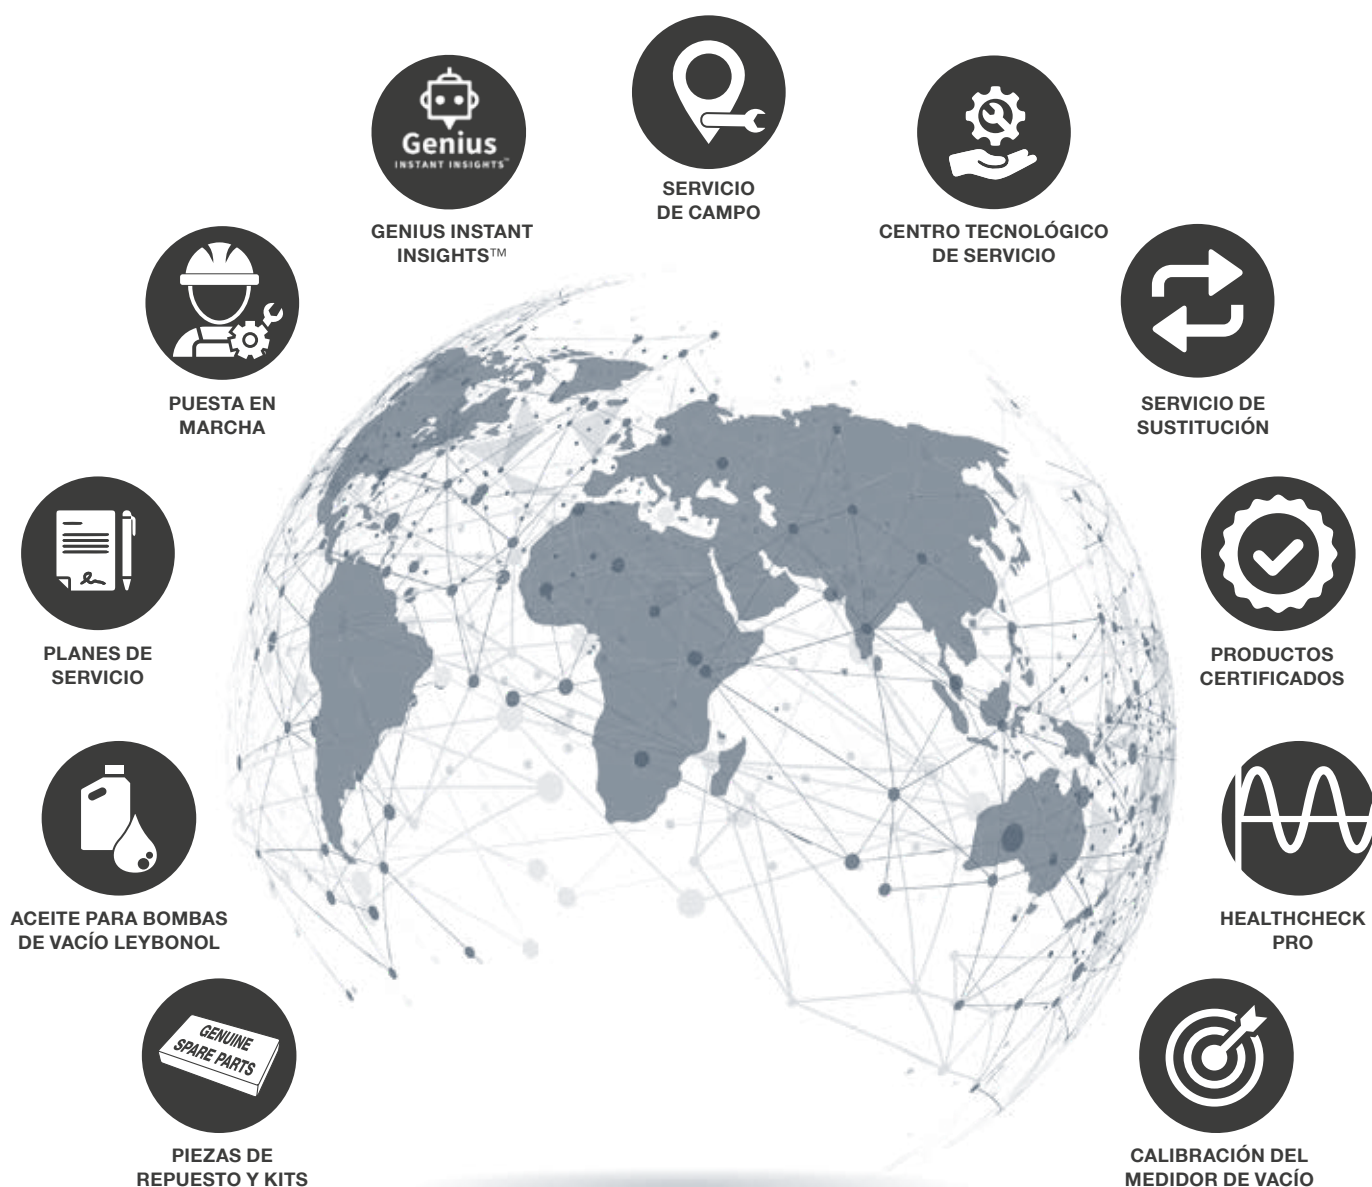 Genius
INSTANT INSIGHTS™
GENIUS INSTANT
INSIGHTS™
SERVICIO
DE CAMPO
CENTRO TECNOLÓGICO
DE SERVICIO
PUESTA EN
MARCHA
SERVICIO DE
SUSTITUCIÓN
PLANES DE
SERVICIO
PRODUCTOS
CERTIFICADOS
ACEITE PARA BOMBAS
DE VACÍO LEYBONOL
HEALTHCHECK
PRO
GENUINE
SPARE PARTS
PIEZAS DE
REPUESTO Y KITS
CALIBRACIÓN DEL
MEDIDOR DE VACÍO